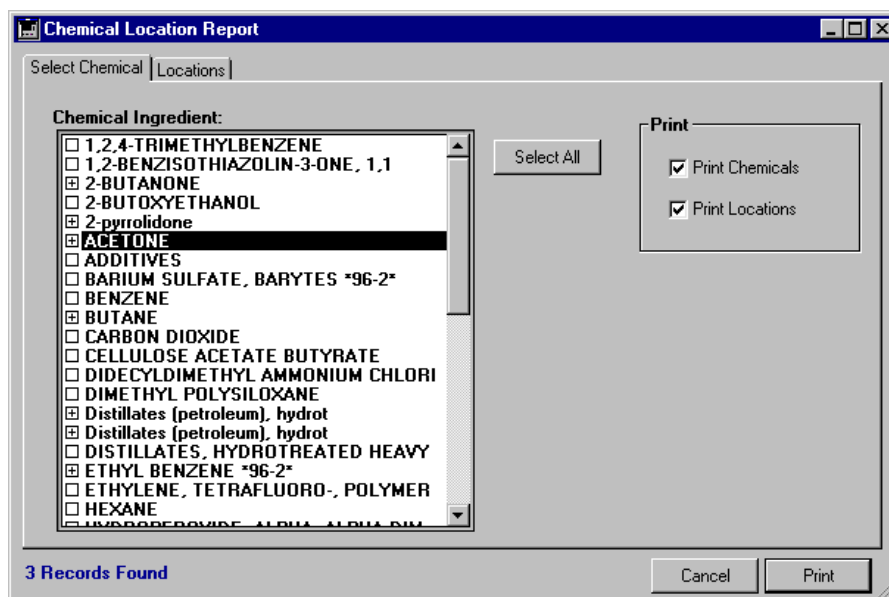 Chemical Location Report
Select Chemical
Locations
Chemical Ingredient:
1,2,4-TRIMETHYLBENZENE
1,2-BENZISOTHIAZOLIN-3-ONE, 1,1
2-BUTANONE
2-BUTOXYETHANOL
2-pyrrolidone
ACETONE
ADDITIVES
BARIUM SULFATE, BARYTES *96-2*
BENZENE
BUTANE
CARBON DIOXIDE
CELLULOSE ACETATE BUTYRATE
DIDECYLDIMETHYL AMMONIUM CHLORI
DIMETHYL POLYSILOXANE
Distillates (petroleum), hydrot
Distillates (petroleum), hydrot
DISTILLATES, HYDROTREATED HEAVY
ETHYL BENZENE *96-2*
ETHYLENE, TETRAFLUORO-, POLYMER
HEXANE
Select All
Print
Print Chemicals
Print Locations
3 Records Found
Cancel
Print